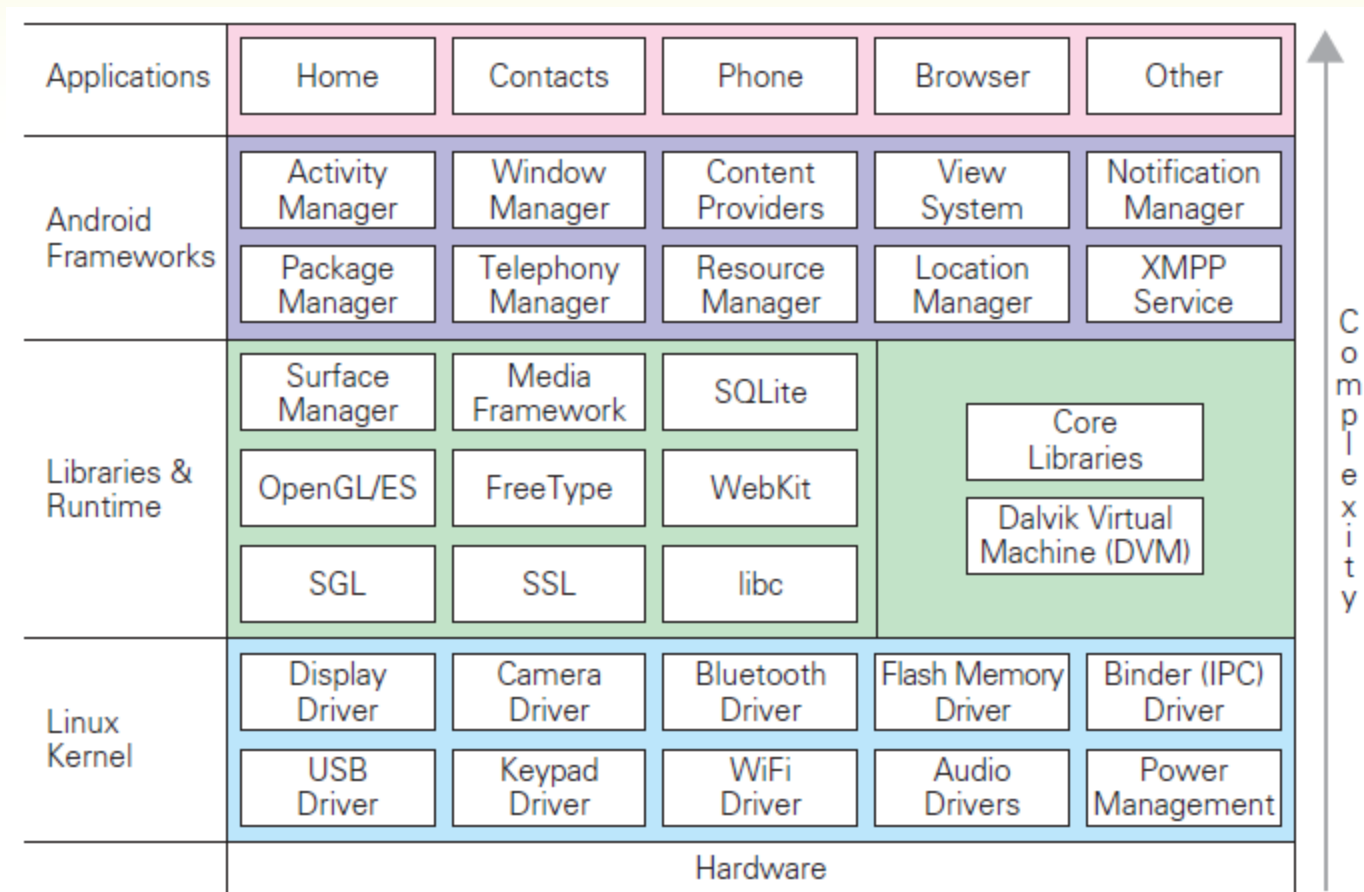 Applications
Home
Contacts
Phone
Browser
Other
Android
Frameworks
Activity
Manager
Window
Manager
Content
Providers
View
System
Notification
Manager
Package
Manager
Telephony
Manager
Resource
Manager
Location
Manager
XMPP
Service
Libraries &
Runtime
Surface
Manager
Media
Framework
SQLite
OpenGL/ES
FreeType
WebKit
SGL
SSL
libc
Core
Libraries
Dalvik Virtual
Machine (DVM)
Linux
Kernel
Display
Driver
Camera
Driver
Bluetooth
Driver
Flash Memory
Driver
Binder (IPC)
Driver
USB
Driver
Keypad
Driver
WiFi
Driver
Audio
Drivers
Power
Management
Hardware
Complexity